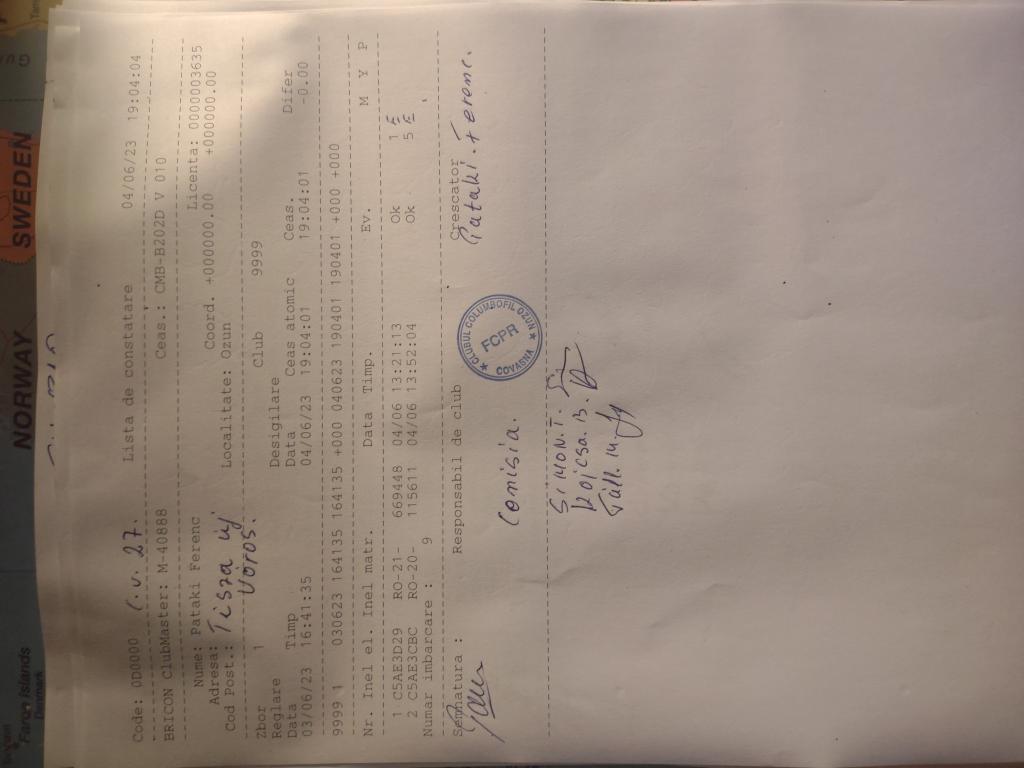 NORWAY SWEDEN
Faroe Islands
Denmark
Code: 0D0000 C.v. 27. Lista de constatare 04/06/23 19:04:04
BRICON ClubMaster: M-40888 Ceas.: CMB-B202D V 010
Nume: Pataki Ferenc Licenta: 0000003635
Adresa: Tisza új Coord. +000000.00 +000000.00
Cod Post.: Localitate: Ozun
Vörös.
Zbor 1 Club 9999
Reglare Desigilare
Data Timp Data Ceas atomic Ceas. Difer
03/06/23 16:41:35 04/06/23 19:04:01 19:04:01 -0.00
9999 1 030623 164135 164135 +000 040623 190401 190401 +000 +000
Nr. Inel el. Inel matr. Data Timp. Ev. M Y P
1 C5AE3D29 RO-21- 669448 04/06 13:21:13 Ok 1
2 C5AE3CBC RO-20- 115611 04/06 13:52:04 Ok 5
Numar imbarcare : 9
Semnatura : Responsabil de club Crescator
Pataki. Ferenc.
Comisia.
CLUBUL COLUMBOFIL OZUN
FCPR
COVASNA
SIMON.I.